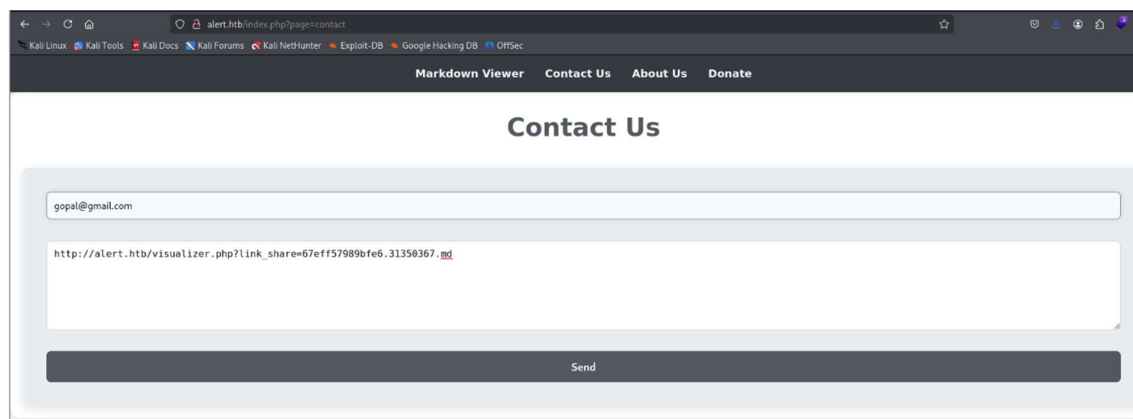 alert.htb/index.php?page=contact
Kali Linux Kali Tools Kali Docs Kali Forums Kali NetHunter Exploit-DB Google Hacking DB OffSec
Markdown Viewer Contact Us About Us Donate
Contact Us
gopal@gmail.com
http://alert.htb/visualizer.php?link_share=67eff57989bfe6.31350367.md
Send